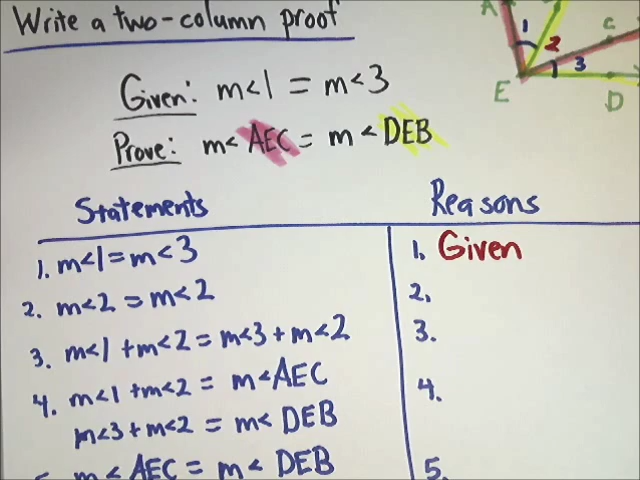 Write a two-column proof
Given: m<1 = m<3
Prove: m< AEC = m < DEB
A
1
2
3
C
E
D
Statements
Reasons
1. m<1 = m<3
1. Given
2. m<2 = m<2
2.
3. m<1 + m<2 = m<3 + m<2
3.
4. m<1 + m<2 = m<AEC
4.
m<3 + m<2 = m< DEB
m< AEC = m< DEB
5.